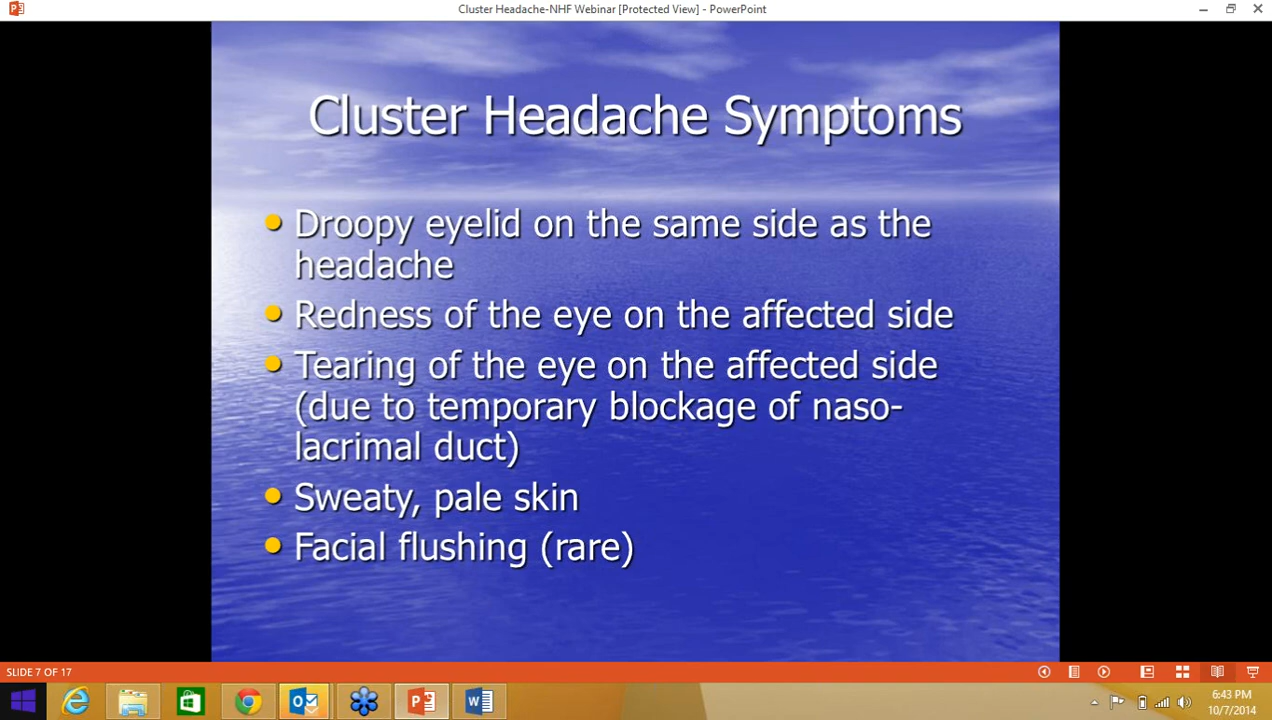 Cluster Headache-NHF Webinar [Protected View] - PowerPoint
Cluster Headache Symptoms
• Droopy eyelid on the same side as the
headache
• Redness of the eye on the affected side
• Tearing of the eye on the affected side
(due to temporary blockage of naso-
lacrimal duct)
• Sweaty, pale skin
• Facial flushing (rare)
SLIDE 7 OF 17
6:43 PM
10/7/2014